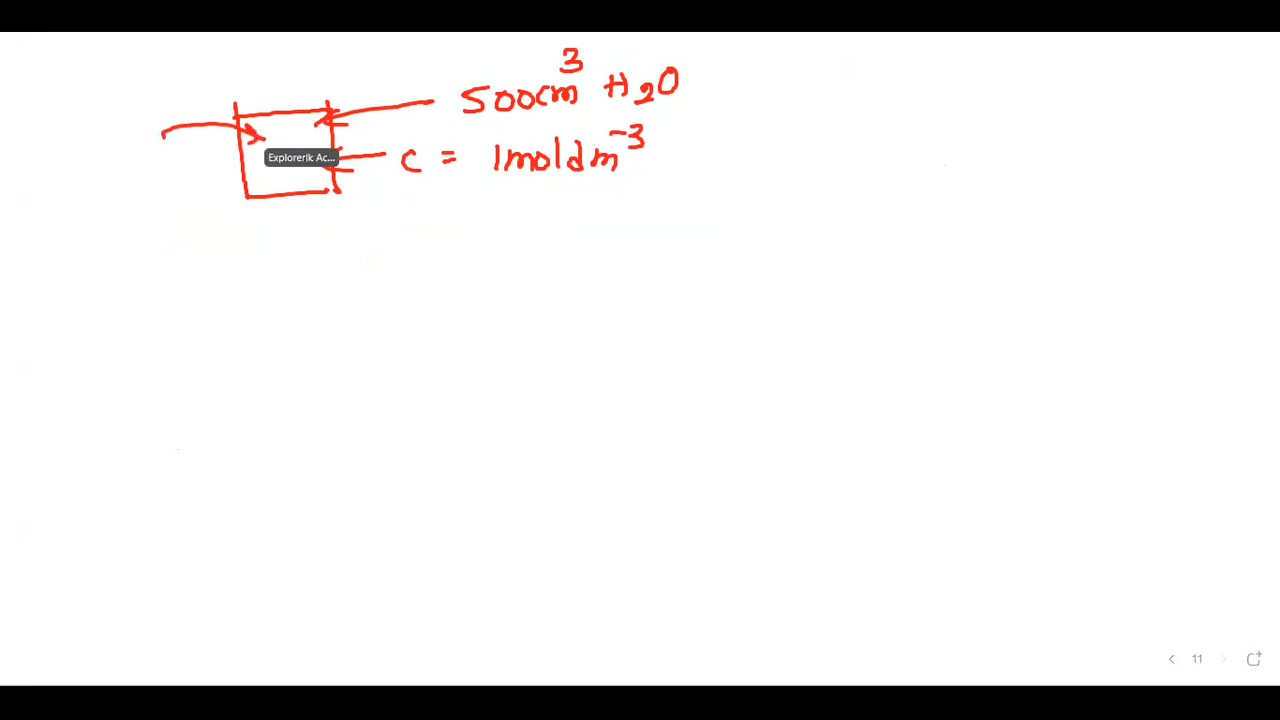 500cm³ H₂O
Explorerik Ac...
c = 1moldm⁻³
11